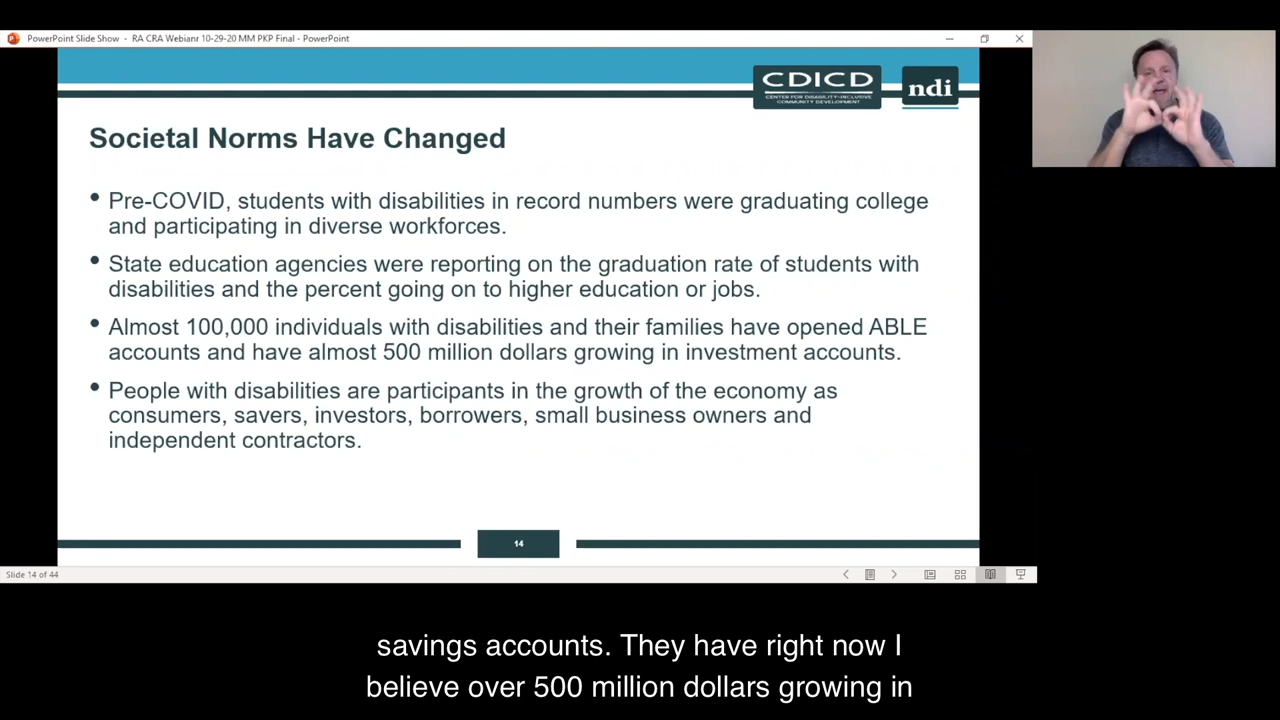 PowerPoint Slide Show - RA CRA Webianr 10-29-20 MM PKP Final - PowerPoint
CDICD
CENTER FOR DISABILITY-INCLUSIVE
COMMUNITY DEVELOPMENT
ndi
Societal Norms Have Changed
• Pre-COVID, students with disabilities in record numbers were graduating college
and participating in diverse workforces.
• State education agencies were reporting on the graduation rate of students with
disabilities and the percent going on to higher education or jobs.
• Almost 100,000 individuals with disabilities and their families have opened ABLE
accounts and have almost 500 million dollars growing in investment accounts.
• People with disabilities are participants in the growth of the economy as
consumers, savers, investors, borrowers, small business owners and
independent contractors.
14
Slide 14 of 44
savings accounts. They have right now I
believe over 500 million dollars growing in